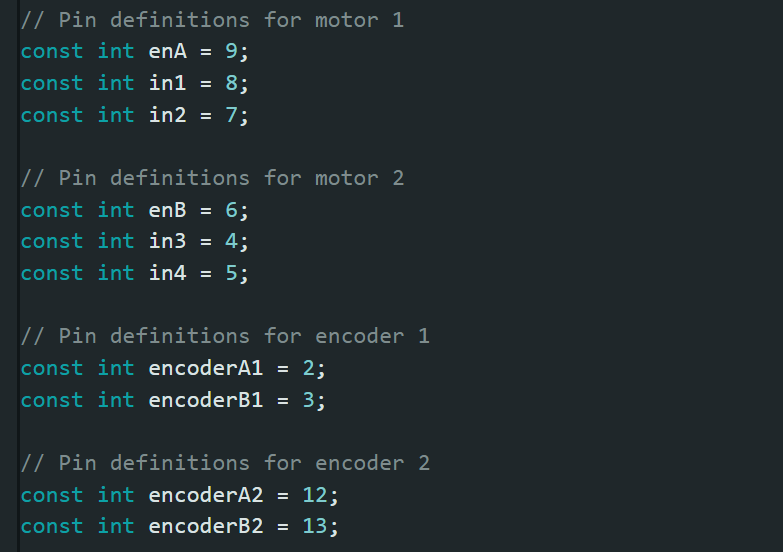 // Pin definitions for motor 1
const int enA = 9;
const int in1 = 8;
const int in2 = 7;
// Pin definitions for motor 2
const int enB = 6;
const int in3 = 4;
const int in4 = 5;
// Pin definitions for encoder 1
const int encoderA1 = 2;
const int encoderB1 = 3;
// Pin definitions for encoder 2
const int encoderA2 = 12;
const int encoderB2 = 13;